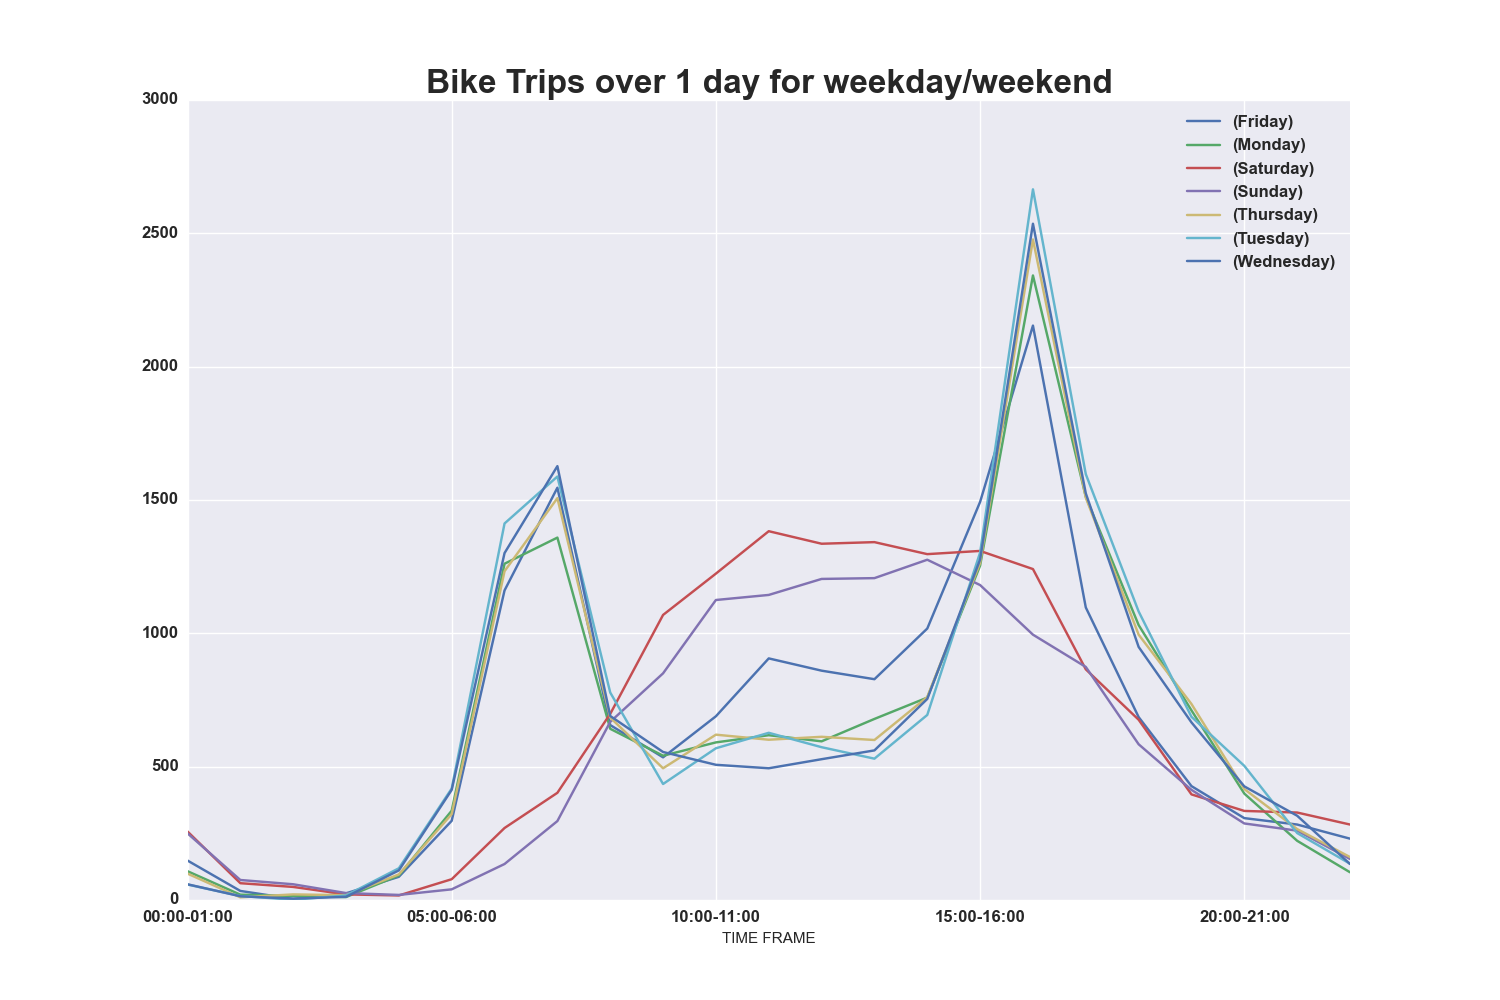 Bike Trips over 1 day for weekday/weekend
3000
2500
2000
1500
1000
500
0
(Friday)
(Monday)
(Saturday)
(Sunday)
(Thursday)
(Tuesday)
(Wednesday)
00:00-01:00 05:00-06:00 10:00-11:00 15:00-16:00 20:00-21:00
TIME FRAME